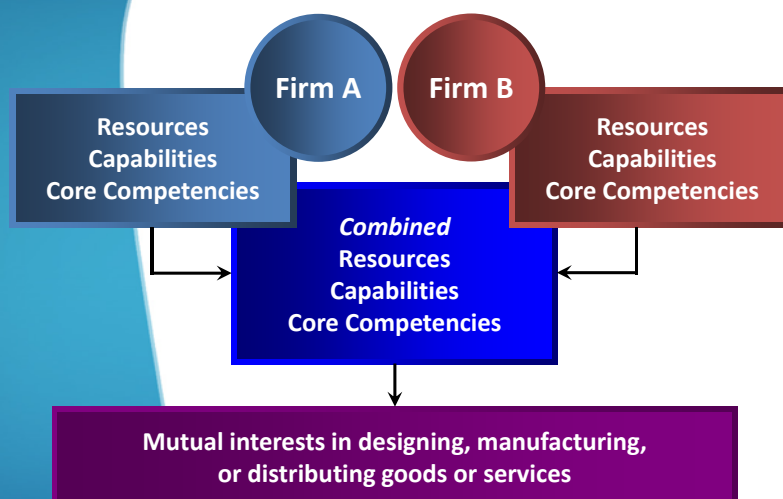 Firm A
Firm B
Resources
Capabilities
Core Competencies
Resources
Capabilities
Core Competencies
Combined
Resources
Capabilities
Core Competencies
Mutual interests in designing, manufacturing,
or distributing goods or services